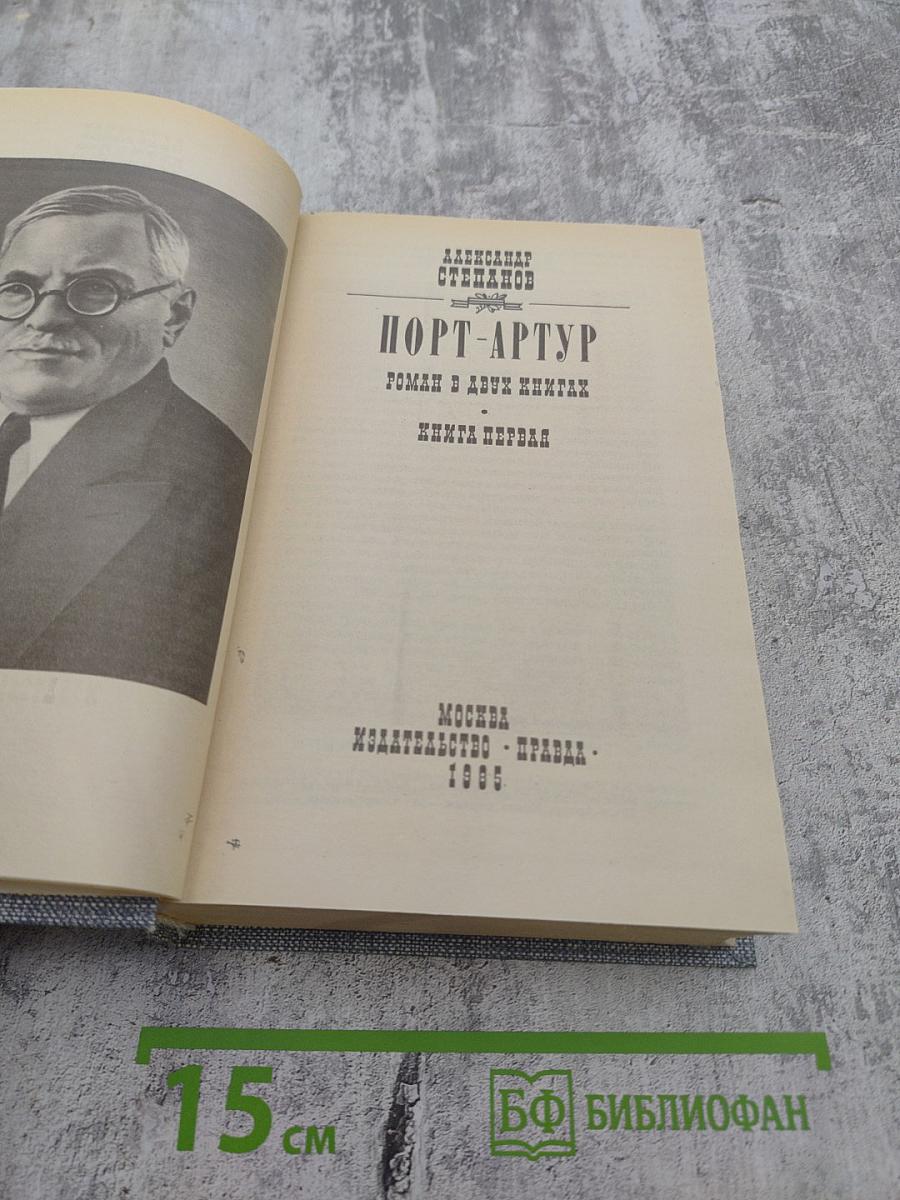 АЛЕКСАНДР
СТЕПАНОВ
ПОРТ-АРТУР
РОМАН В ДВУХ КНИГАХ
•
КНИГА ПЕРВАЯ
МОСКВА
ИЗДАТЕЛЬСТВО • ПРАВДА •
1985
15 см
БФ БИБЛИОФАН